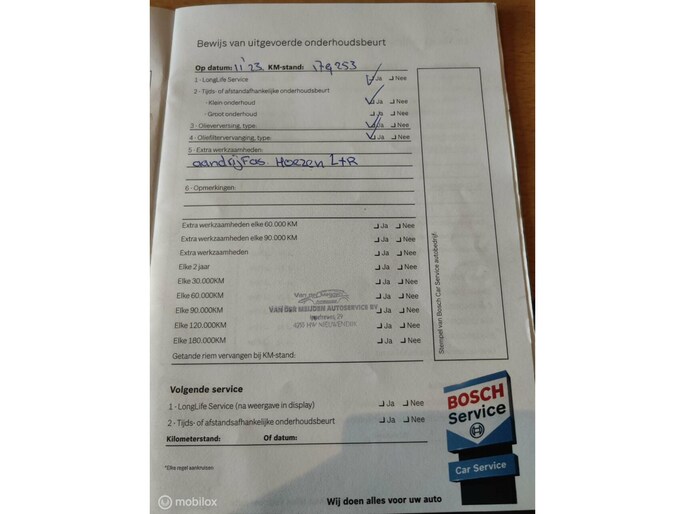 Bewijs van uitgevoerde onderhoudsbeurt
Op datum: 11'23 KM-stand: 179253
1 - LongLife Service Ja Nee
2 - Tijds- of afstandafhankelijke onderhoudsbeurt
- Klein onderhoud Ja Nee
- Groot onderhoud Ja Nee
3 - Olieverversing, type: Ja Nee
4 - Oliefiltervervanging, type: Ja Nee
5 - Extra werkzaamheden:
aandrijfas Hoezen L+R
6 - Opmerkingen:
Extra werkzaamheden elke 60.000 KM Ja Nee
Extra werkzaamheden elke 90.000 KM Ja Nee
Extra werkzaamheden Ja Nee
Elke 2 jaar Ja Nee
Elke 30.000KM Ja Nee
Elke 60.000KM Ja Nee
Elke 90.000KM Ja Nee
Elke 120.000KM Ja Nee
Elke 180.000KM Ja Nee
Getande riem vervangen bij KM-stand:
VAN DER MEIJDEN AUTOSERVICE BV
Stempel van Bosch Car Service autobedrijf:
Volgende service
1 - LongLife Service (na weergave in display) Ja Nee
2 - Tijds- of afstandsafhankelijke onderhoudsbeurt Ja Nee
Kilometerstand: Of datum:
*Elke regel aankruisen
BOSCH
Service
Car Service
Wij doen alles voor uw auto
mobilox